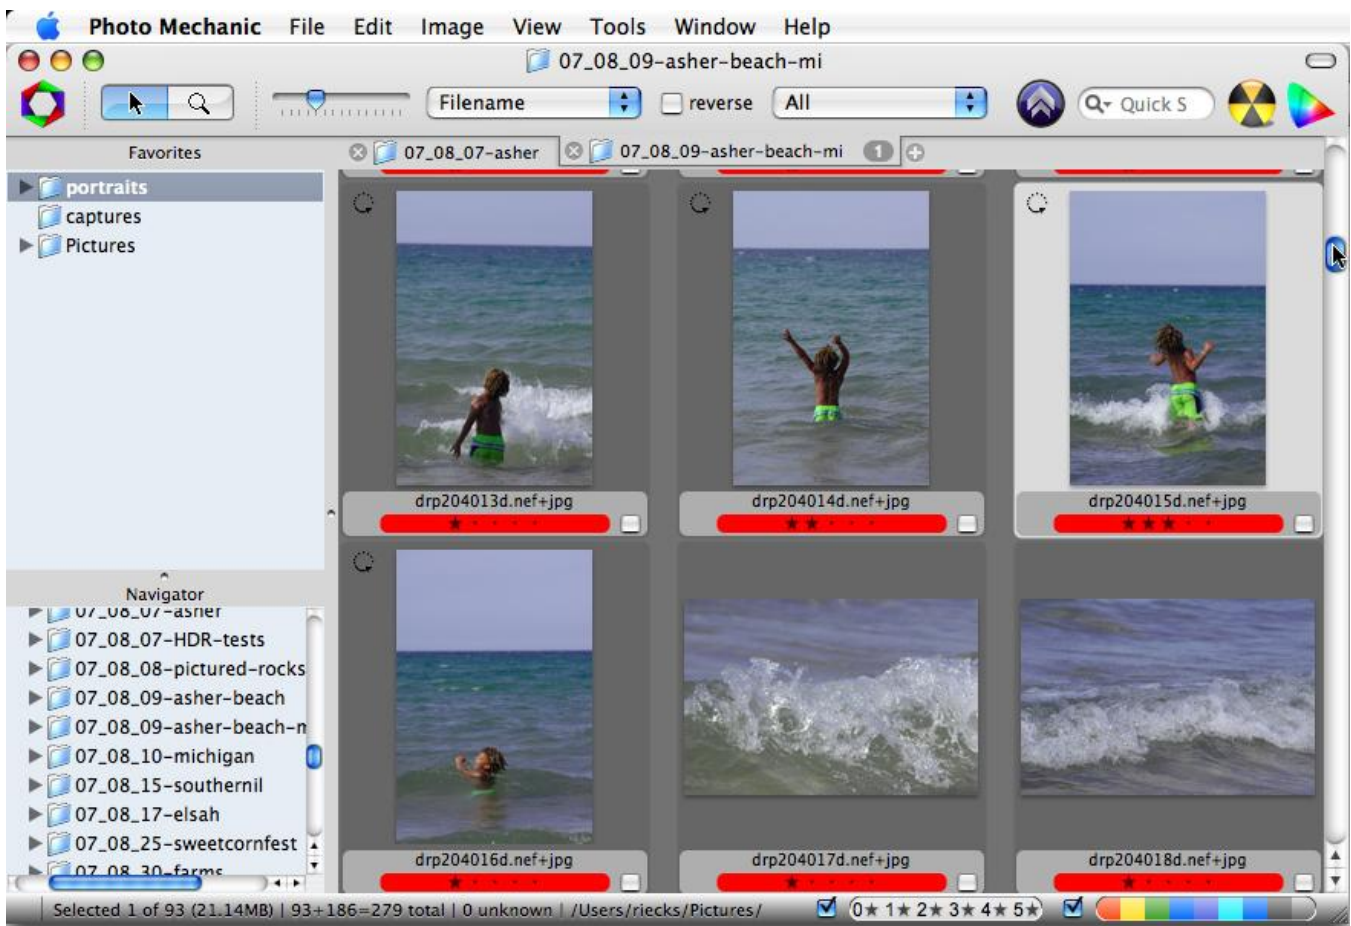 Photo Mechanic File Edit Image View Tools Window Help
07_08_09-asher-beach-mi
Filename reverse All Quick S
Favorites
07_08_07-asher 07_08_09-asher-beach-mi 1
portraits
captures
Pictures
drp204013d.nef+jpg drp204014d.nef+jpg drp204015d.nef+jpg
Navigator
07_08_07-asher
07_08_07-HDR-tests
07_08_08-pictured-rocks
07_08_09-asher-beach
07_08_09-asher-beach-m
07_08_10-michigan
07_08_15-southernil
07_08_17-elsah
07_08_25-sweetcornfest
07_08_30-farms
drp204016d.nef+jpg drp204017d.nef+jpg drp204018d.nef+jpg
Selected 1 of 93 (21.14MB) | 93+186=279 total | 0 unknown | /Users/riecks/Pictures/ 0★ 1★ 2★ 3★ 4★ 5★